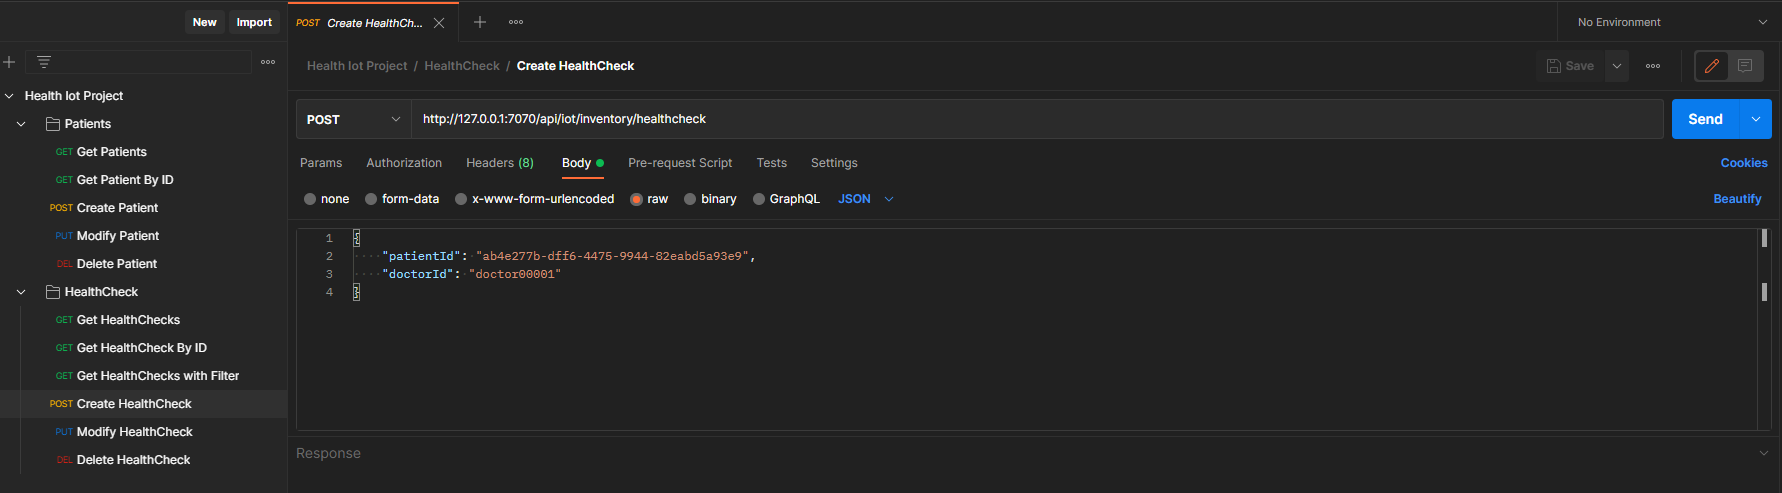 New Import
Health Iot Project
Patients
GET Get Patients
GET Get Patient By ID
POST Create Patient
PUT Modify Patient
DEL Delete Patient
HealthCheck
GET Get HealthChecks
GET Get HealthCheck By ID
GET Get HealthChecks with Filter
POST Create HealthCheck
PUT Modify HealthCheck
DEL Delete HealthCheck
POST Create HealthCh...
No Environment
Health Iot Project / HealthCheck / Create HealthCheck
Save
POST http://127.0.0.1:7070/api/iot/inventory/healthcheck Send
Params Authorization Headers (8) Body Pre-request Script Tests Settings Cookies
none form-data x-www-form-urlencoded raw binary GraphQL JSON Beautify
1 {
2 "patientId": "ab4e277b-dff6-4475-9944-82eabd5a93e9",
3 "doctorId": "doctor00001"
4 }
Response